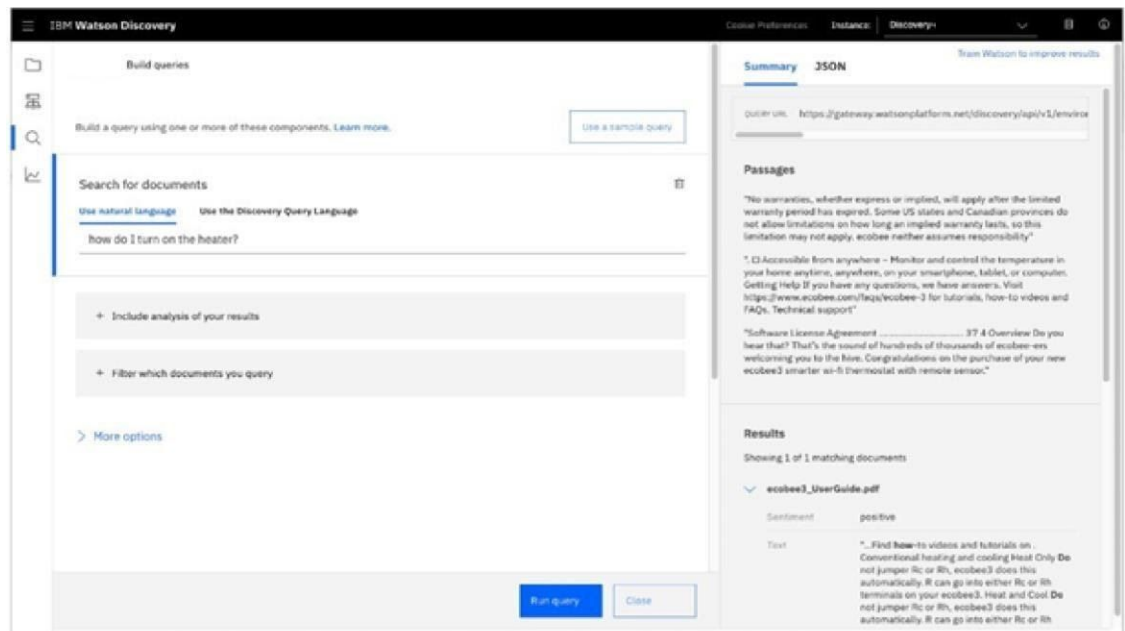 IBM Watson Discovery
Cookie Preferences
Instance:
Discovery-
Build queries
Build a query using one or more of these components. Learn more.
Use a sample query
Search for documents
Use natural language
Use the Discovery Query Language
how do I turn on the heater?
+ Include analysis of your results
+ Filter which documents you query
More options
Run query
Close
Train Watson to improve results
Summary
JSON
QUERY URL https://gateway.watsonplatform.net/discovery/api/v1/enviro
Passages
"No warranties, whether express or implied, will apply after the limited
warranty period has expired. Some US states and Canadian provinces do
not allow limitations on how long an implied warranty lasts, so this
limitation may not apply. ecobee neither assumes responsibility"
". Accessible from anywhere – Monitor and control the temperature in
your home anytime, anywhere, on your smartphone, tablet, or computer.
Getting Help If you have any questions, we have answers. Visit
https://www.ecobee.com/faqs/ecobee-3 for tutorials, how-to videos and
FAQs. Technical support"
"Software License Agreement .............................. 37 4 Overview Do you
hear that? That's the sound of hundreds of thousands of ecobee-ers
welcoming you to the hive. Congratulations on the purchase of your new
ecobee3 smarter wi-fi thermostat with remote sensor."
Results
Showing 1 of 1 matching documents
ecobee3_UserGuide.pdf
Sentiment
positive
Text
"...Find how-to videos and tutorials on .
Conventional heating and cooling Heat Only Do
not jumper Rc or Rh, ecobee3 does this
automatically. R can go into either Rc or Rh
terminals on your ecobee3. Heat and Cool Do
not jumper Rc or Rh, ecobee3 does this
automatically. R can go into either Rc or Rh